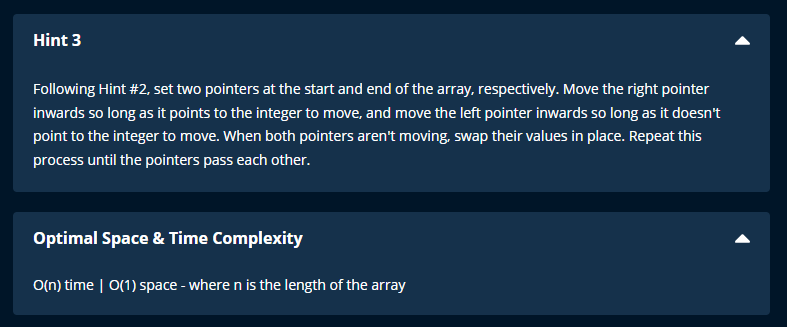 Hint 3
Following Hint #2, set two pointers at the start and end of the array, respectively. Move the right pointer
inwards so long as it points to the integer to move, and move the left pointer inwards so long as it doesn't
point to the integer to move. When both pointers aren't moving, swap their values in place. Repeat this
process until the pointers pass each other.
Optimal Space & Time Complexity
O(n) time | O(1) space - where n is the length of the array